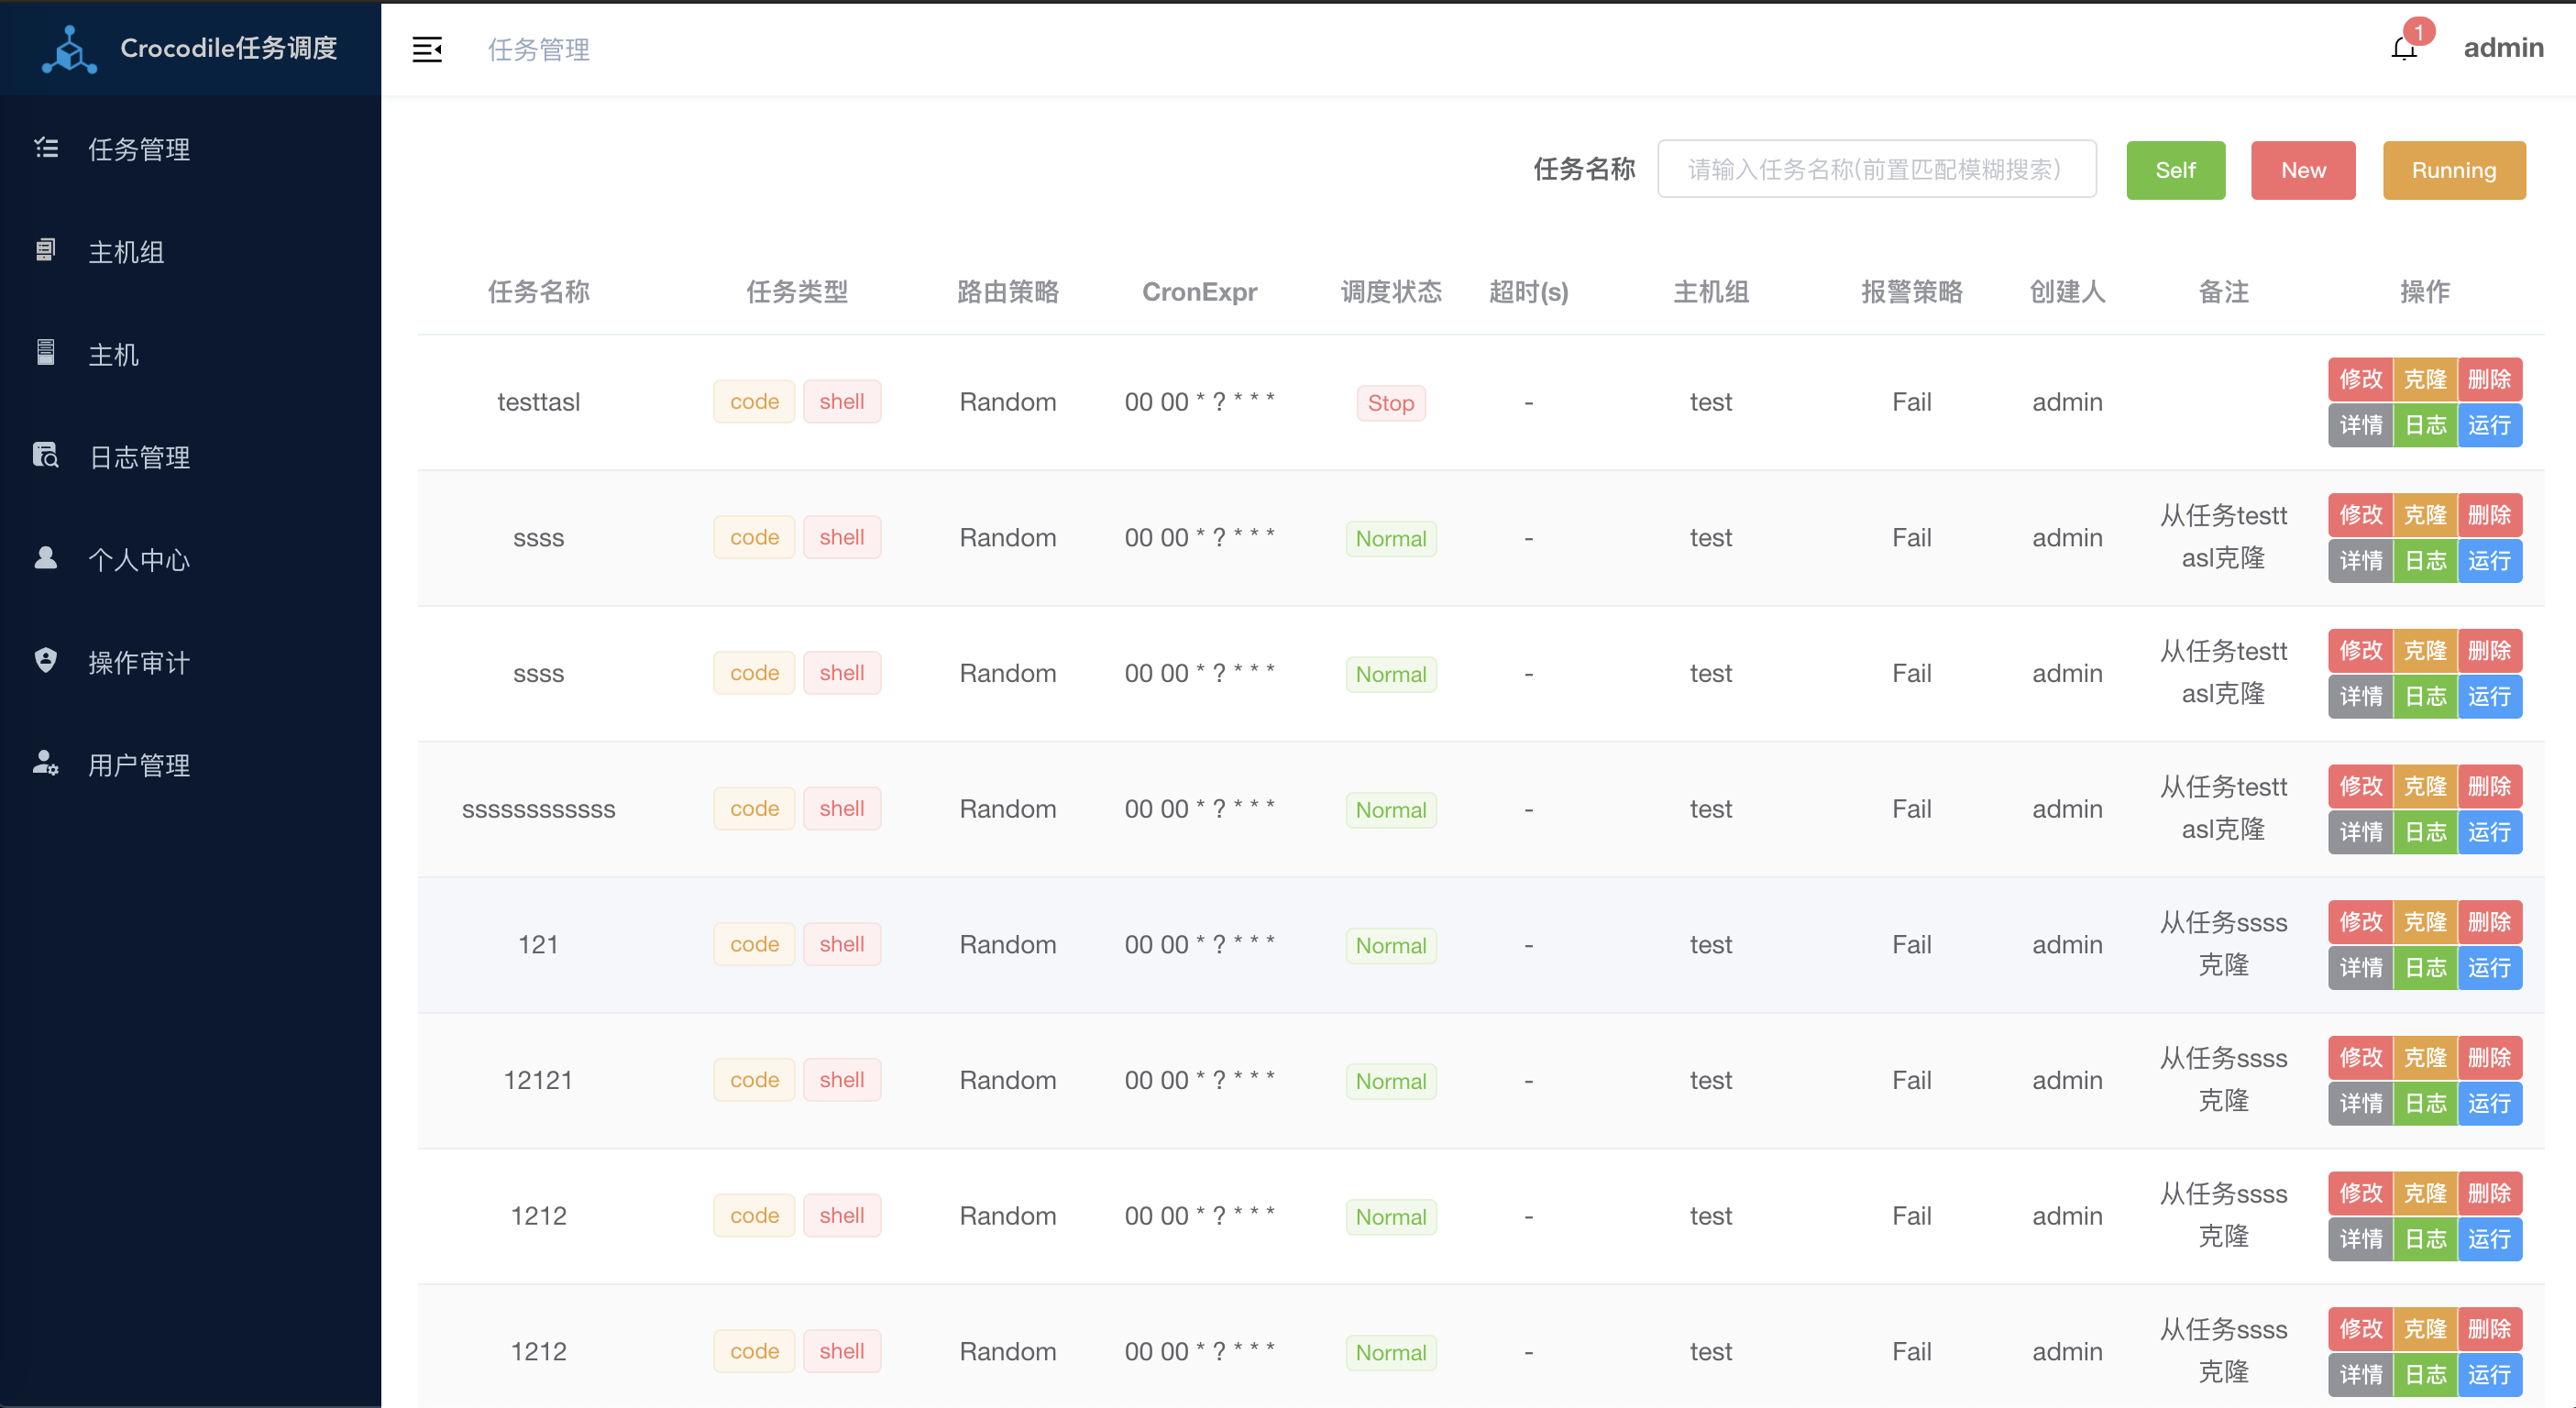 Crocodile任务调度
任务管理
1
admin
任务管理
主机组
主机
日志管理
个人中心
操作审计
用户管理
任务名称 请输入任务名称(前置匹配模糊搜索) Self New Running
任务名称 任务类型 路由策略 CronExpr 调度状态 超时(s) 主机组 报警策略 创建人 备注 操作
testtasl code shell Random 00 00 * ? * * * Stop - test Fail admin 修改 克隆 删除
详情 日志 运行
ssss code shell Random 00 00 * ? * * * Normal - test Fail admin 从任务testt 修改 克隆 删除
asl克隆 详情 日志 运行
ssss code shell Random 00 00 * ? * * * Normal - test Fail admin 从任务testt 修改 克隆 删除
asl克隆 详情 日志 运行
ssssssssssss code shell Random 00 00 * ? * * * Normal - test Fail admin 从任务testt 修改 克隆 删除
asl克隆 详情 日志 运行
121 code shell Random 00 00 * ? * * * Normal - test Fail admin 从任务ssss 修改 克隆 删除
克隆 详情 日志 运行
12121 code shell Random 00 00 * ? * * * Normal - test Fail admin 从任务ssss 修改 克隆 删除
克隆 详情 日志 运行
1212 code shell Random 00 00 * ? * * * Normal - test Fail admin 从任务ssss 修改 克隆 删除
克隆 详情 日志 运行
1212 code shell Random 00 00 * ? * * * Normal - test Fail admin 从任务ssss 修改 克隆 删除
克隆 详情 日志 运行